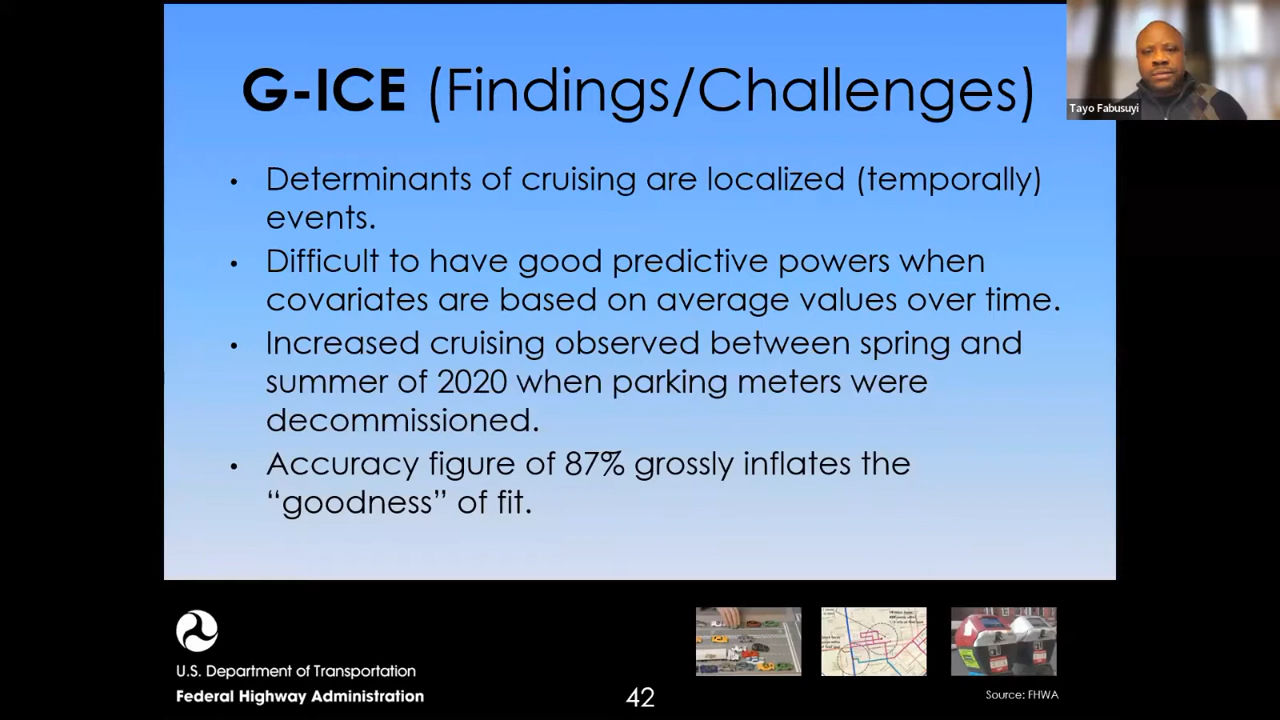 G-ICE (Findings/Challenges)
Tayo Fabusuyi
• Determinants of cruising are localized (temporally)
events.
• Difficult to have good predictive powers when
covariates are based on average values over time.
• Increased cruising observed between spring and
summer of 2020 when parking meters were
decommissioned.
• Accuracy figure of 87% grossly inflates the
“goodness” of fit.
U.S. Department of Transportation
Federal Highway Administration
42
Source: FHWA